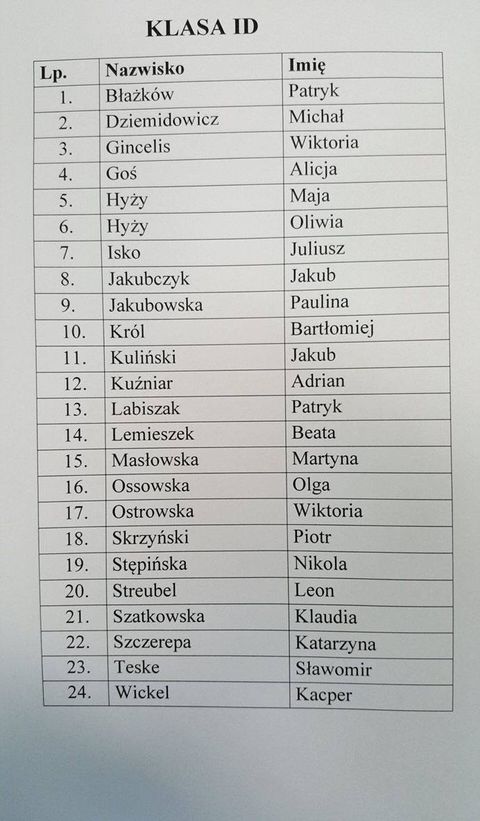 KLASA ID
Lp. Nazwisko Imię
1. Błażków Patryk
2. Dziemidowicz Michał
3. Gincelis Wiktoria
4. Goś Alicja
5. Hyży Maja
6. Hyży Oliwia
7. Isko Juliusz
8. Jakubczyk Jakub
9. Jakubowska Paulina
10. Król Bartłomiej
11. Kuliński Jakub
12. Kuźniar Adrian
13. Labiszak Patryk
14. Lemieszek Beata
15. Masłowska Martyna
16. Ossowska Olga
17. Ostrowska Wiktoria
18. Skrzyński Piotr
19. Stępińska Nikola
20. Streubel Leon
21. Szatkowska Klaudia
22. Szczerepa Katarzyna
23. Teske Sławomir
24. Wickel Kacper